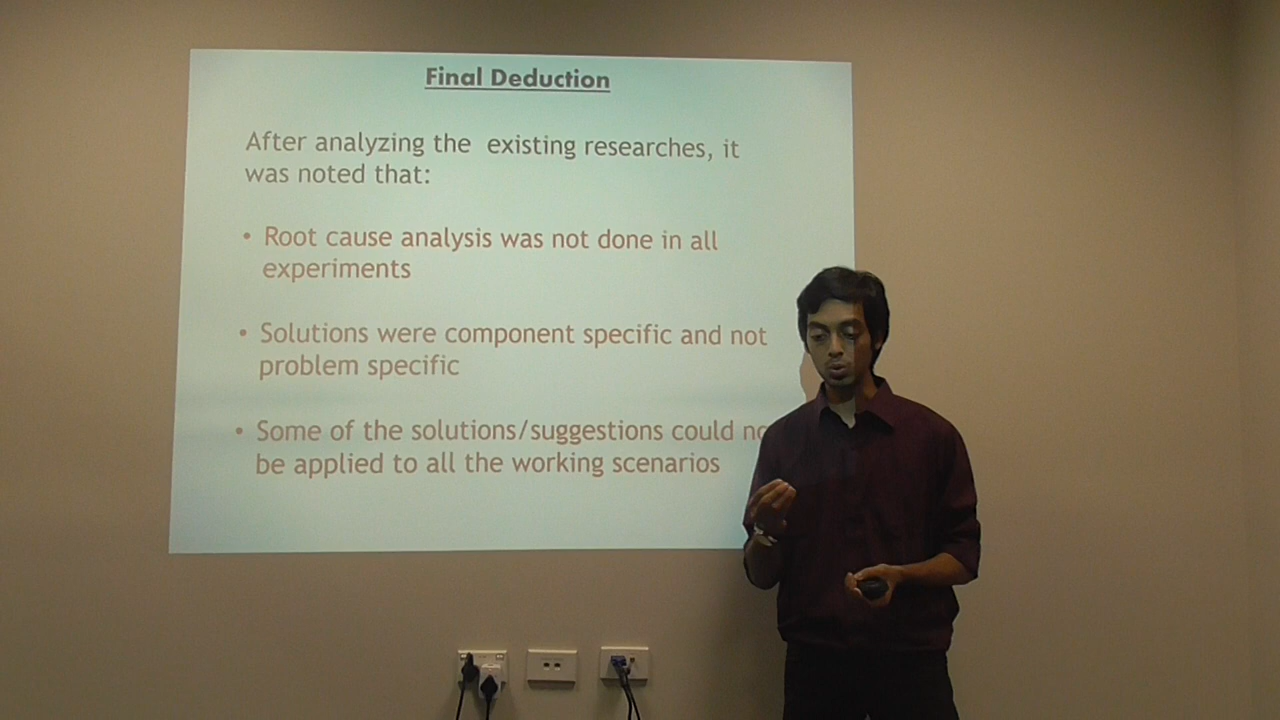 Final Deduction
After analyzing the existing researches, it
was noted that:
• Root cause analysis was not done in all
experiments
• Solutions were component specific and not
problem specific
• Some of the solutions/suggestions could
be applied to all the working scenarios